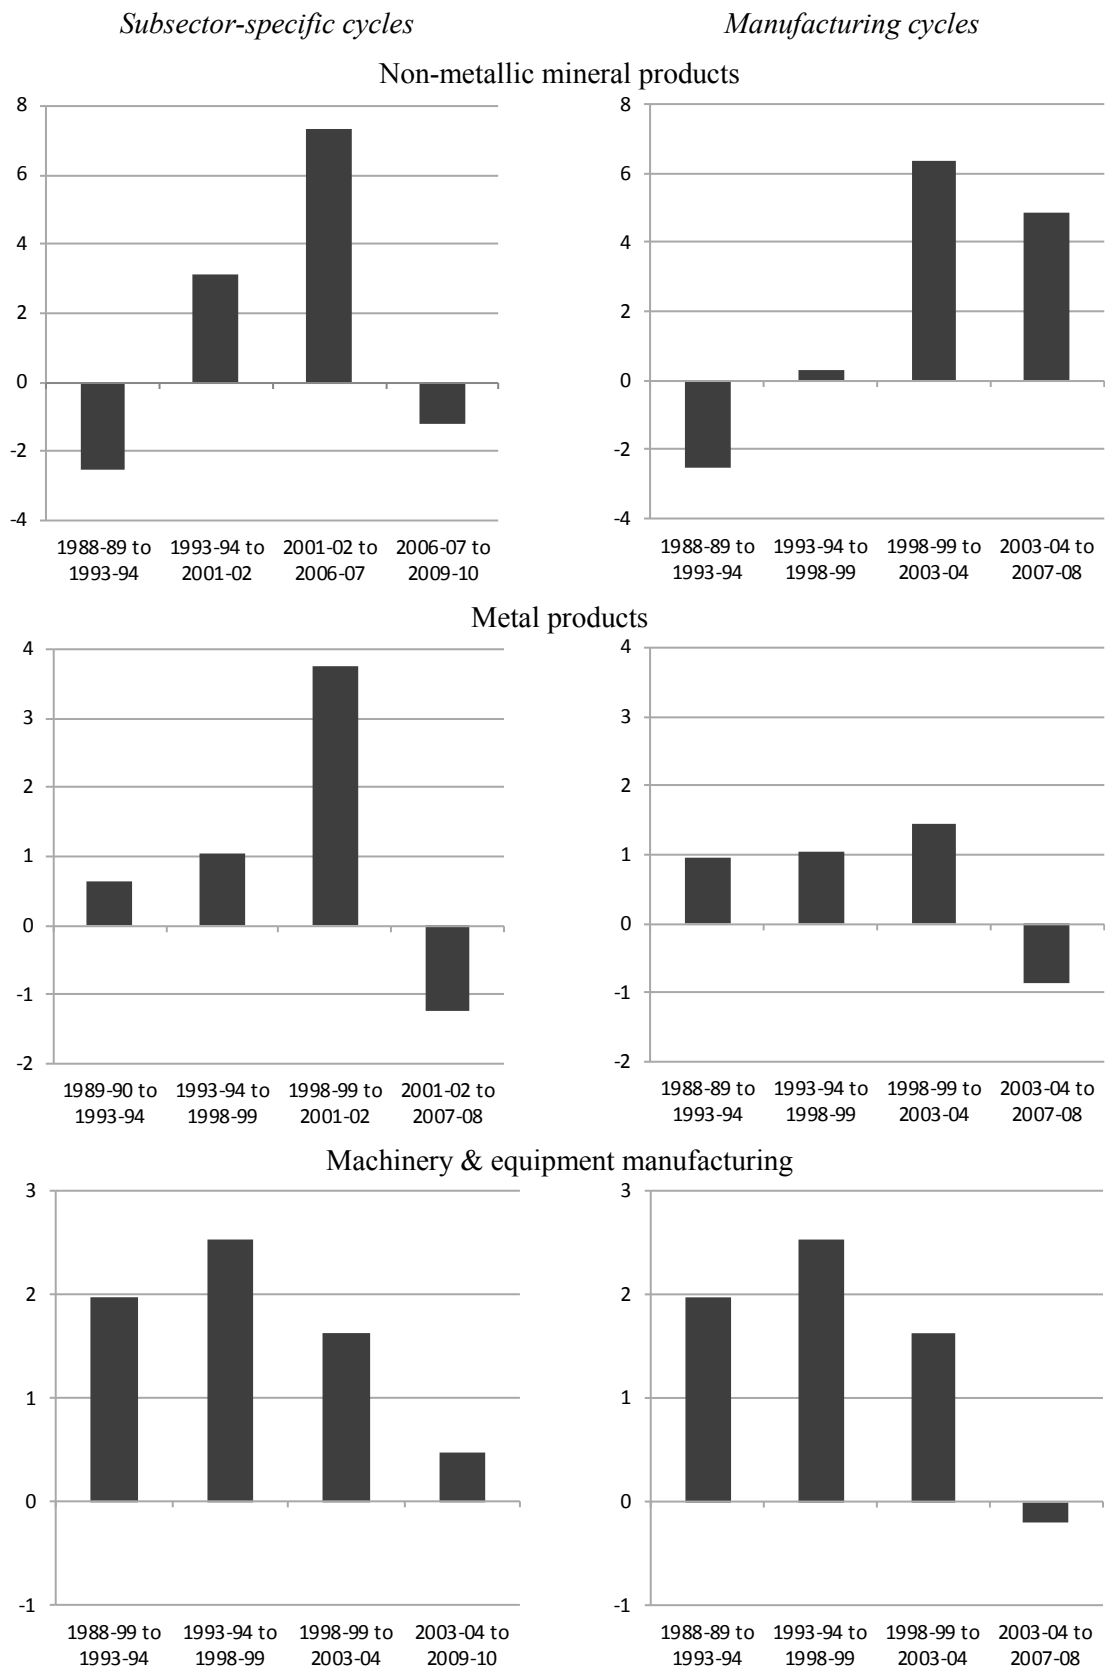 Subsector-specific cycles
Manufacturing cycles
Non-metallic mineral products
8
6
4
2
0
-2
-4
1988-89 to 1993-94 to 2001-02 to 2006-07 to
1993-94 2001-02 2006-07 2009-10
8
6
4
2
0
-2
-4
1988-89 to 1993-94 to 1998-99 to 2003-04 to
1993-94 1998-99 2003-04 2007-08
Metal products
4
3
2
1
0
-1
-2
1989-90 to 1993-94 to 1998-99 to 2001-02 to
1993-94 1998-99 2001-02 2007-08
4
3
2
1
0
-1
-2
1988-89 to 1993-94 to 1998-99 to 2003-04 to
1993-94 1998-99 2003-04 2007-08
Machinery & equipment manufacturing
3
2
1
0
-1
1988-99 to 1993-94 to 1998-99 to 2003-04 to
1993-94 1998-99 2003-04 2009-10
3
2
1
0
-1
1988-89 to 1993-94 to 1998-99 to 2003-04 to
1993-94 1998-99 2003-04 2007-08